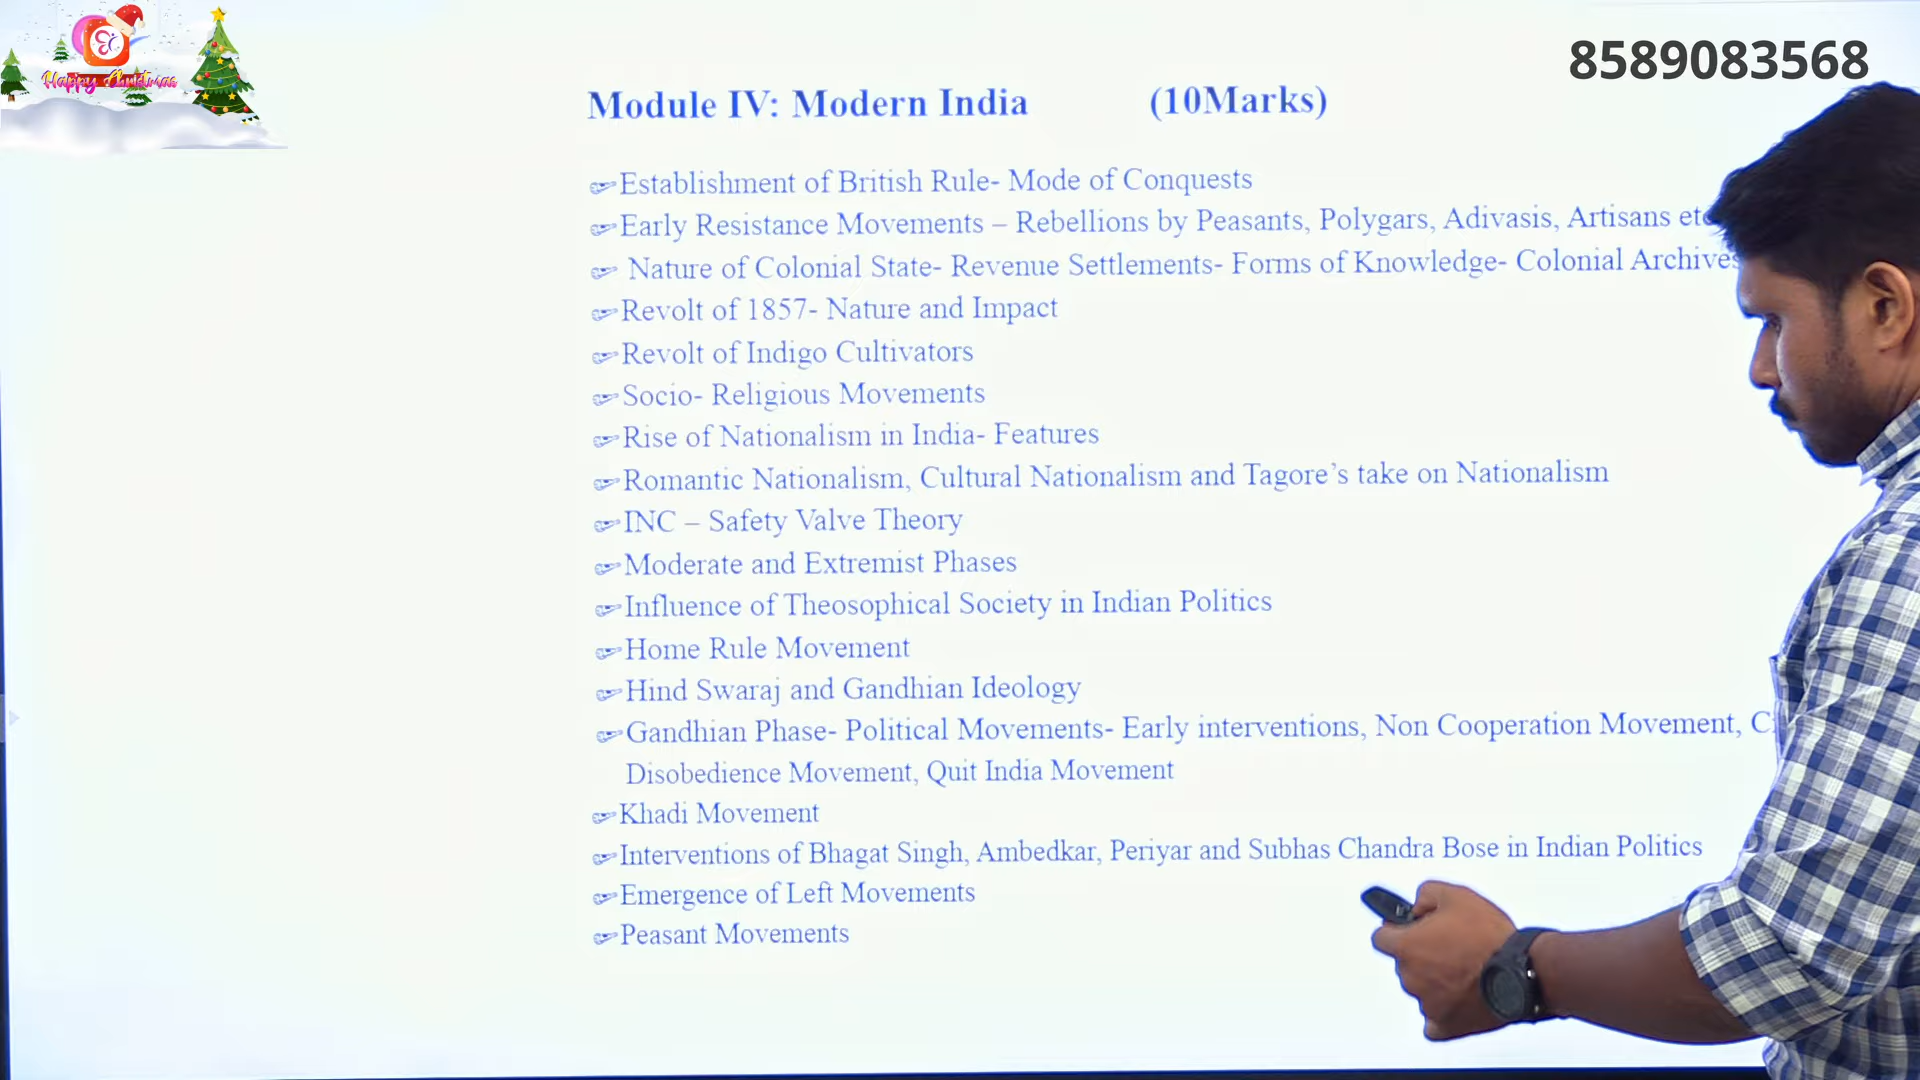 Happy Christmas
8589083568
Module IV: Modern India (10Marks)
Establishment of British Rule- Mode of Conquests
Early Resistance Movements – Rebellions by Peasants, Polygars, Adivasis, Artisans etc
Nature of Colonial State- Revenue Settlements- Forms of Knowledge- Colonial Archives
Revolt of 1857- Nature and Impact
Revolt of Indigo Cultivators
Socio- Religious Movements
Rise of Nationalism in India- Features
Romantic Nationalism, Cultural Nationalism and Tagore’s take on Nationalism
INC – Safety Valve Theory
Moderate and Extremist Phases
Influence of Theosophical Society in Indian Politics
Home Rule Movement
Hind Swaraj and Gandhian Ideology
Gandhian Phase- Political Movements- Early interventions, Non Cooperation Movement,
Disobedience Movement, Quit India Movement
Khadi Movement
Interventions of Bhagat Singh, Ambedkar, Periyar and Subhas Chandra Bose in Indian Politics
Emergence of Left Movements
Peasant Movements